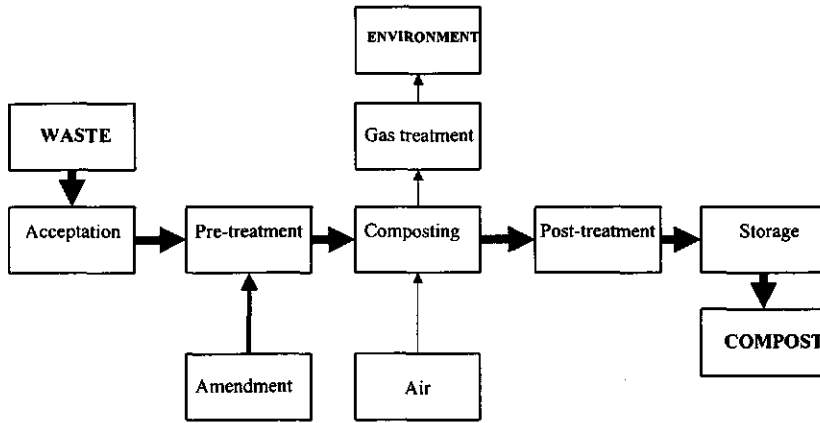 ENVIRONMENT
WASTE
Gas treatment
Acceptation
Pre-treatment
Composting
Post-treatment
Storage
COMPOST
Amendment
Air